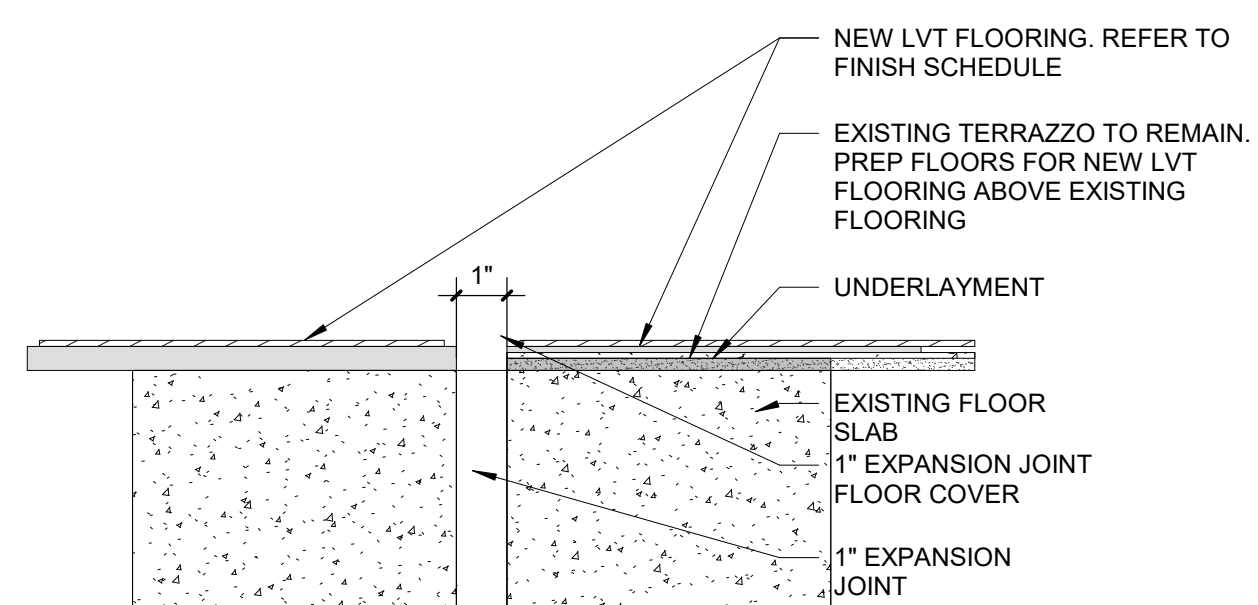 NEW LVT FLOORING. REFER TO
FINISH SCHEDULE
EXISTING TERRAZZO TO REMAIN.
PREP FLOORS FOR NEW LVT
FLOORING ABOVE EXISTING
FLOORING
1"
UNDERLAYMENT
EXISTING FLOOR
SLAB
1" EXPANSION JOINT
FLOOR COVER
1" EXPANSION
JOINT